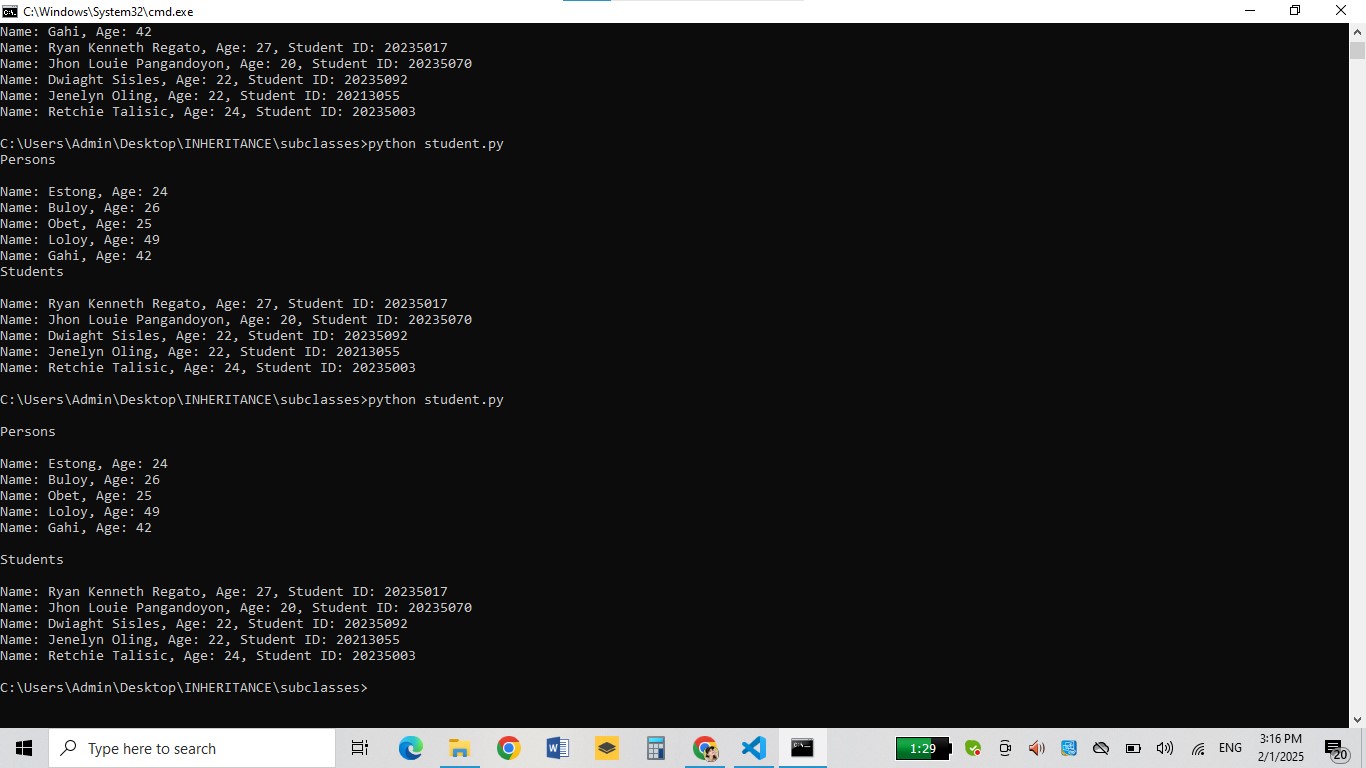 C:\Windows\System32\cmd.exe
Name: Gahi, Age: 42
Name: Ryan Kenneth Regato, Age: 27, Student ID: 20235017
Name: Jhon Louie Pangandoyon, Age: 20, Student ID: 20235070
Name: Dwiaght Sisles, Age: 22, Student ID: 20235092
Name: Jenelyn Oling, Age: 22, Student ID: 20213055
Name: Retchie Talisic, Age: 24, Student ID: 20235003
C:\Users\Admin\Desktop\INHERITANCE\subclasses>python student.py
Persons
Name: Estong, Age: 24
Name: Buloy, Age: 26
Name: Obet, Age: 25
Name: Loloy, Age: 49
Name: Gahi, Age: 42
Students
Name: Ryan Kenneth Regato, Age: 27, Student ID: 20235017
Name: Jhon Louie Pangandoyon, Age: 20, Student ID: 20235070
Name: Dwiaght Sisles, Age: 22, Student ID: 20235092
Name: Jenelyn Oling, Age: 22, Student ID: 20213055
Name: Retchie Talisic, Age: 24, Student ID: 20235003
C:\Users\Admin\Desktop\INHERITANCE\subclasses>python student.py
Persons
Name: Estong, Age: 24
Name: Buloy, Age: 26
Name: Obet, Age: 25
Name: Loloy, Age: 49
Name: Gahi, Age: 42
Students
Name: Ryan Kenneth Regato, Age: 27, Student ID: 20235017
Name: Jhon Louie Pangandoyon, Age: 20, Student ID: 20235070
Name: Dwiaght Sisles, Age: 22, Student ID: 20235092
Name: Jenelyn Oling, Age: 22, Student ID: 20213055
Name: Retchie Talisic, Age: 24, Student ID: 20235003
C:\Users\Admin\Desktop\INHERITANCE\subclasses>
Type here to search
1:29
ENG
3:16 PM
2/1/2025
20